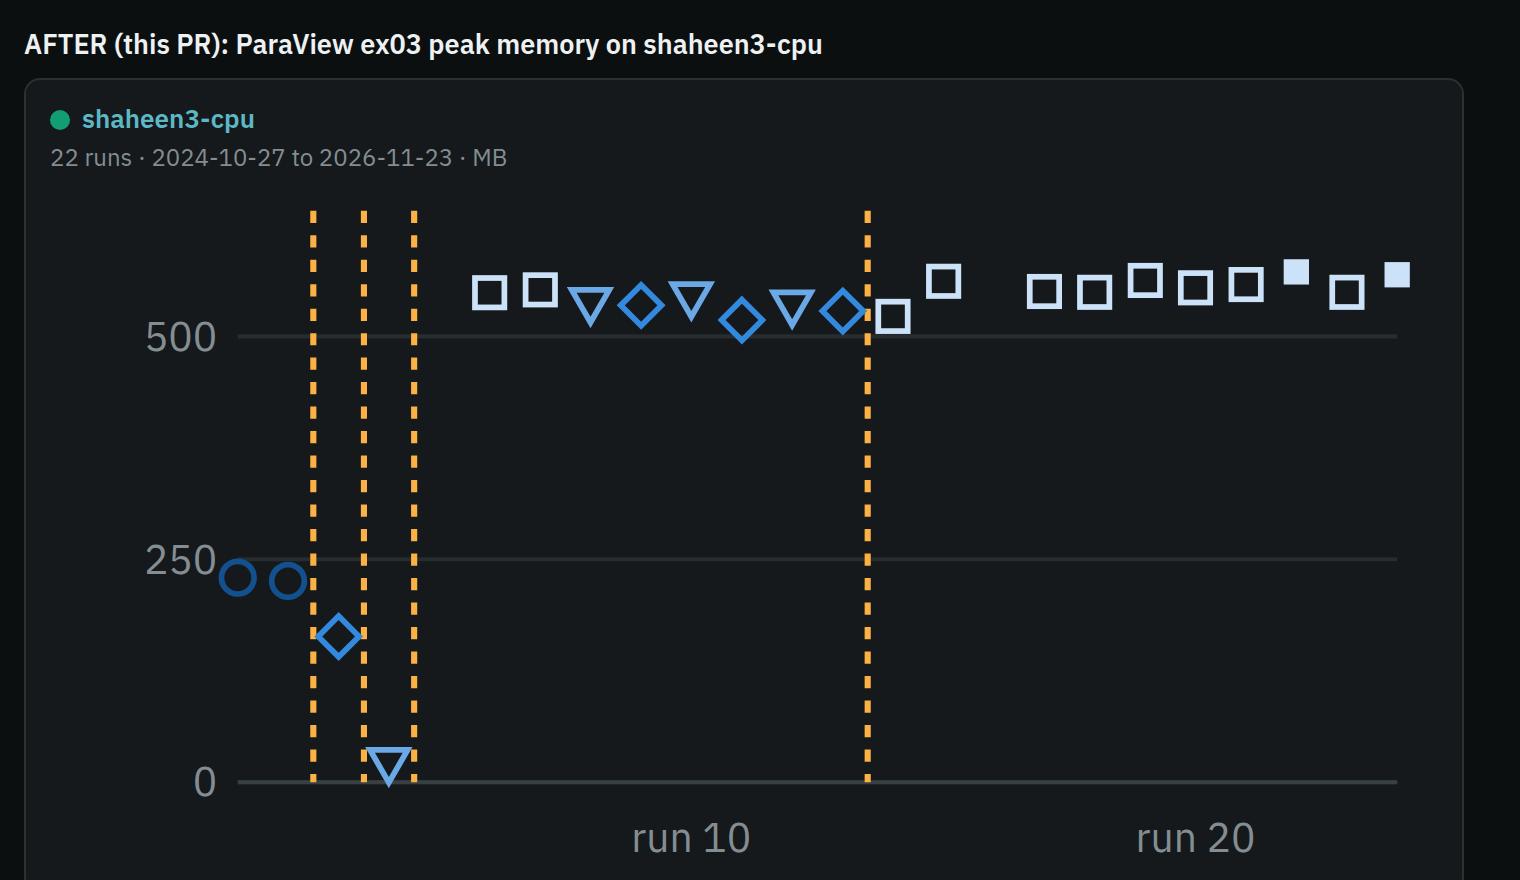 AFTER (this PR): ParaView ex03 peak memory on shaheen3-cpu
shaheen3-cpu
22 runs · 2024-10-27 to 2026-11-23 · MB
500
250
0
run 10 run 20